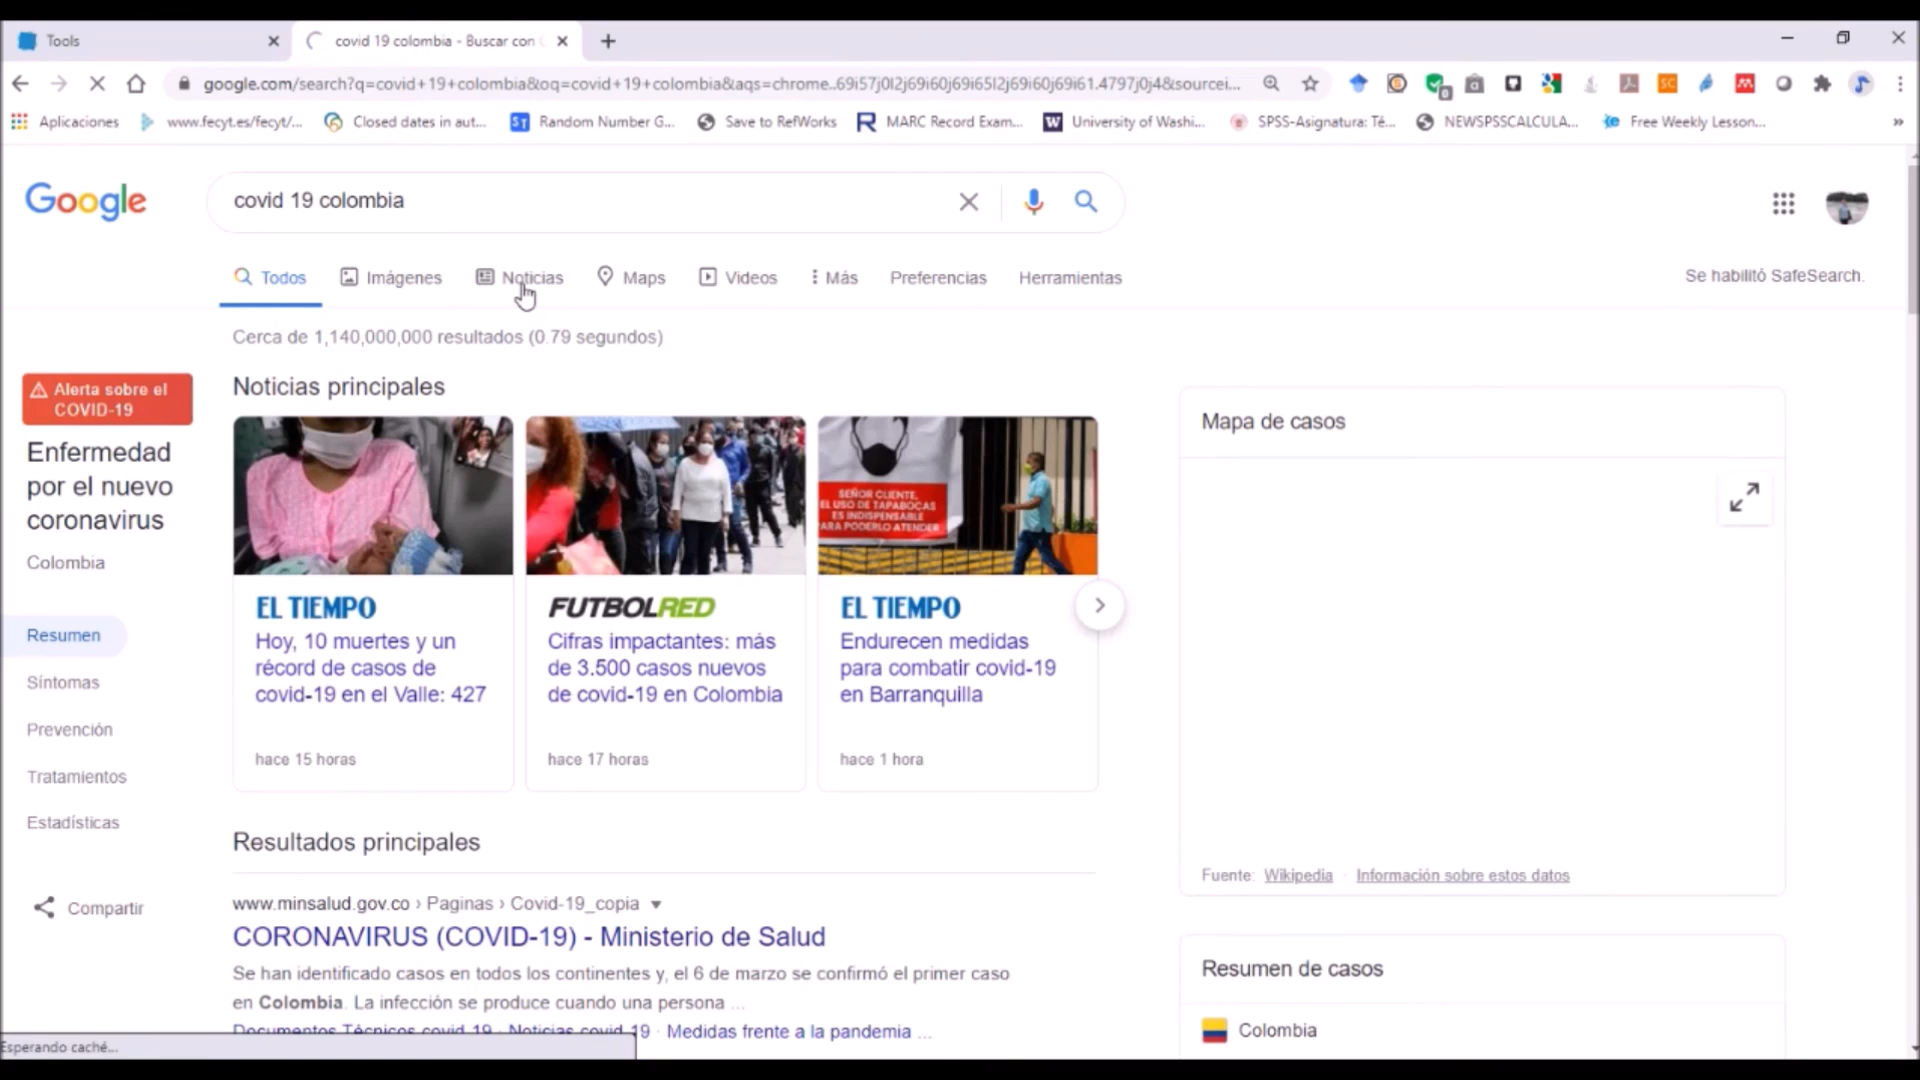 Tools
covid 19 colombia - Buscar con
google.com/search?q=covid+19+colombia&oq=covid+19+colombia&aqs=chrome..69i57j0l2j69i60j69i65l2j69i60j69i61.4797j0j4&sourcei...
Aplicaciones
www.fecyt.es/fecyt/...
Closed dates in aut...
Random Number G...
Save to RefWorks
MARC Record Exam...
University of Washi...
SPSS-Asignatura: Té...
NEWSPSSCALCULA...
Free Weekly Lesson...
Google
covid 19 colombia
Todos
Imágenes
Noticias
Maps
Videos
Más
Preferencias
Herramientas
Se habilitó SafeSearch.
Cerca de 1,140,000,000 resultados (0.79 segundos)
Alerta sobre el
COVID-19
Enfermedad
por el nuevo
coronavirus
Colombia
Resumen
Síntomas
Prevención
Tratamientos
Estadísticas
Compartir
Noticias principales
EL TIEMPO
Hoy, 10 muertes y un
récord de casos de
covid-19 en el Valle: 427
hace 15 horas
FUTBOLRED
Cifras impactantes: más
de 3.500 casos nuevos
de covid-19 en Colombia
hace 17 horas
SEÑOR CLIENTE,
EL USO DE TAPABOCAS
ES INDISPENSABLE
PARA PODERLO ATENDER
EL TIEMPO
Endurecen medidas
para combatir covid-19
en Barranquilla
hace 1 hora
Resultados principales
www.minsalud.gov.co › Paginas › Covid-19_copia
CORONAVIRUS (COVID-19) - Ministerio de Salud
Se han identificado casos en todos los continentes y, el 6 de marzo se confirmó el primer caso
en Colombia. La infección se produce cuando una persona ...
Documentos Técnicos covid-19 · Noticias covid-19 · Medidas frente a la pandemia ...
Mapa de casos
Fuente: Wikipedia · Información sobre estos datos
Resumen de casos
Colombia
Esperando caché...